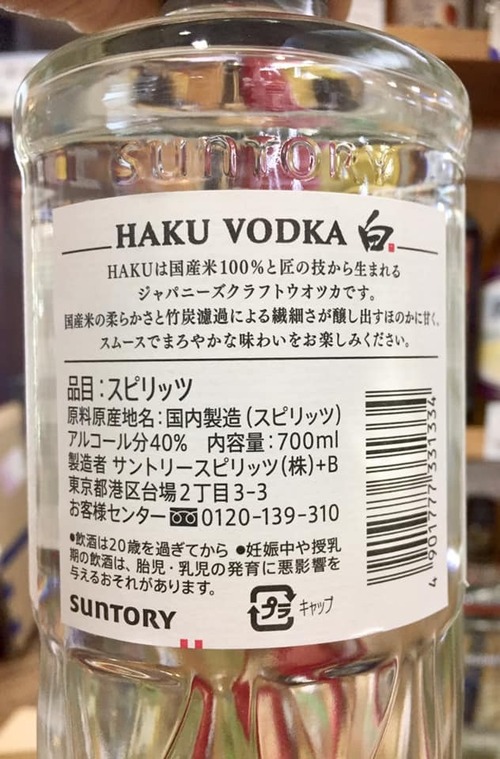 SUNTORY
HAKU VODKA 白
HAKUは国産米100%と匠の技から生まれる
ジャパニーズクラフトウオツカです。
国産米の柔らかさと竹炭濾過による繊細さが醸し出すほのかに甘く、
スムースでまろやかな味わいをお楽しみください。
品目:スピリッツ
原料原産地名:国内製造(スピリッツ)
アルコール分40% 内容量:700ml
製造者 サントリースピリッツ(株)+B
東京都港区台場2丁目3-3
お客様センター 0120-139-310
●飲酒は20歳を過ぎてから ●妊娠中や授乳
期の飲酒は、胎児・乳児の発育に悪影響を
与えるおそれがあります。
SUNTORY
プラ キャップ
4 901777 331334